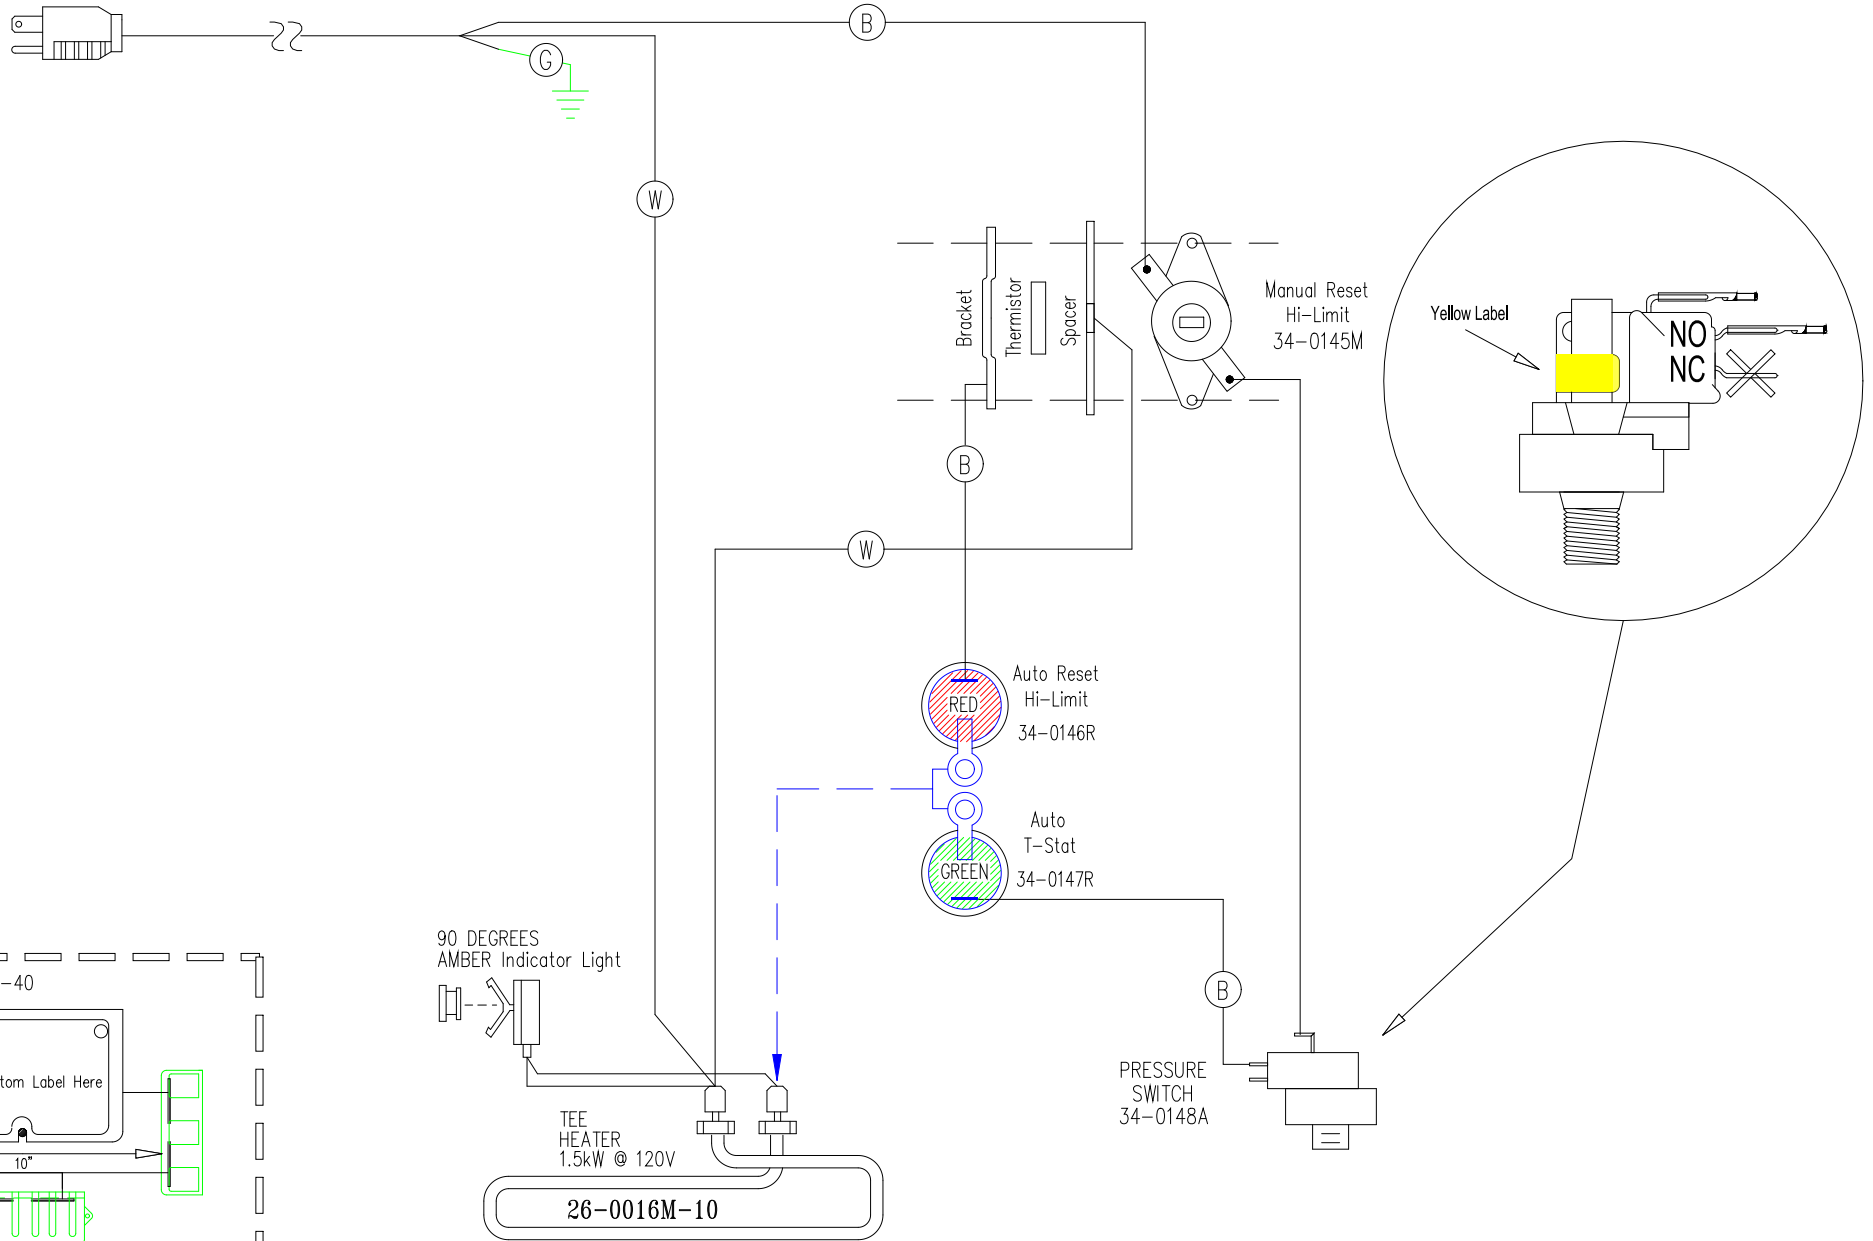 B
G
W
Bracket
Thermistor
Spacer
Manual Reset
Hi-Limit
34-0145M
Yellow Label
NO
NC
B
W
RED
Auto Reset
Hi-Limit
34-0146R
Auto
T-Stat
34-0147R
GREEN
90 DEGREES
AMBER Indicator Light
B
PRESSURE
SWITCH
34-0148A
TEE
HEATER
1.5kW @ 120V
26-0016M-10
-40
tom Label Here
10"